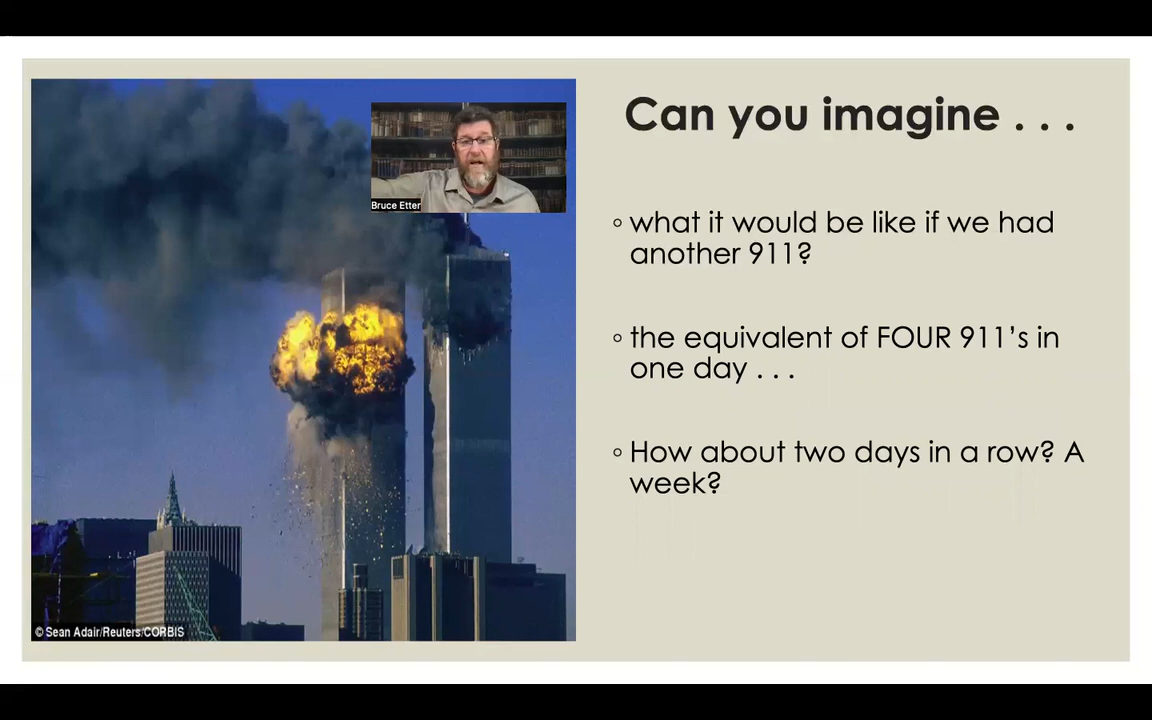 Can you imagine . . .
Bruce Etter
◦ what it would be like if we had
another 911?
◦ the equivalent of FOUR 911’s in
one day . . .
◦ How about two days in a row? A
week?
© Sean Adair/Reuters/CORBIS